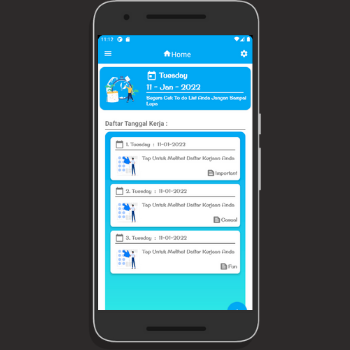 11:17
Home
Tuesday
11 - Jan - 2022
Segera Cek To do List Anda Jangan Sampai
Lupa
Daftar Tanggal Kerja :
1. Tuesday : 11-01-2022
Tap Untuk Melihat Daftar Kerjaan Anda
Important
2. Tuesday : 11-01-2022
Tap Untuk Melihat Daftar Kerjaan Anda
Casual
3. Tuesday : 11-01-2022
Tap Untuk Melihat Daftar Kerjaan Anda
Fun